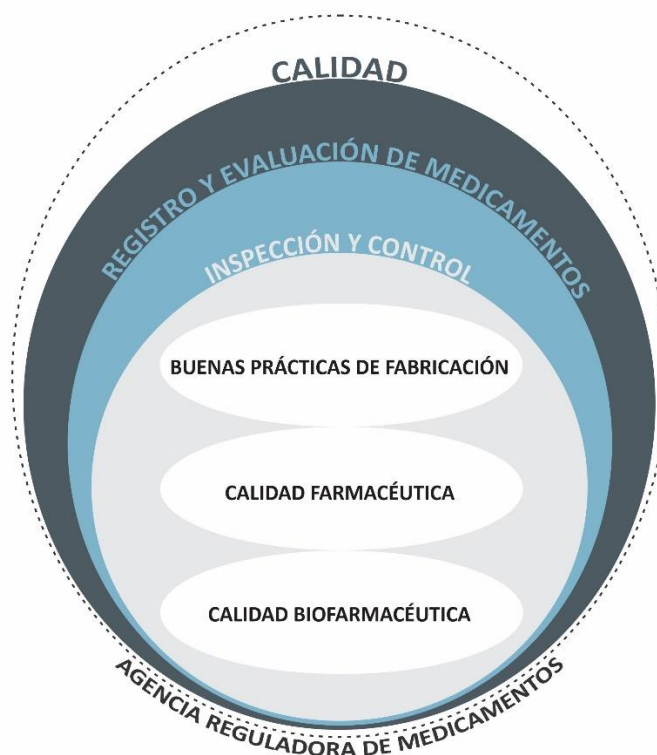 CALIDAD
REGISTRO Y EVALUACIÓN DE MEDICAMENTOS
INSPECCIÓN Y CONTROL
BUENAS PRÁCTICAS DE FABRICACIÓN
CALIDAD FARMACÉUTICA
CALIDAD BIOFARMACÉUTICA
AGENCIA REGULADORA DE MEDICAMENTOS